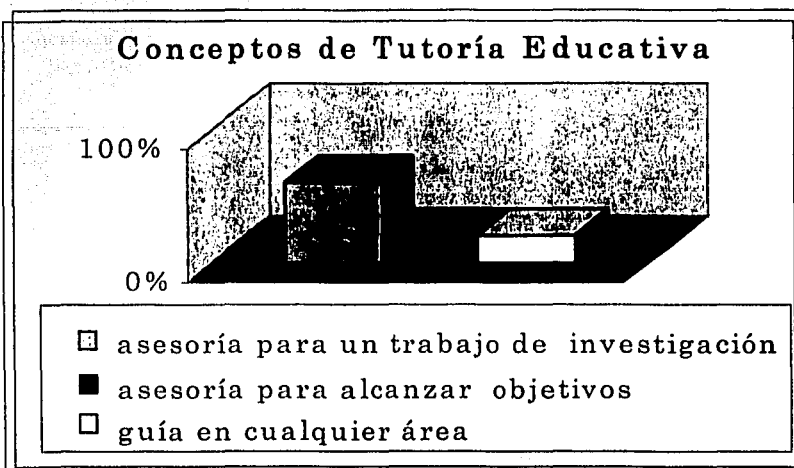 Conceptos de Tutoría Educativa
100%
0%
asesoría para un trabajo de investigación
asesoría para alcanzar objetivos
guía en cualquier área